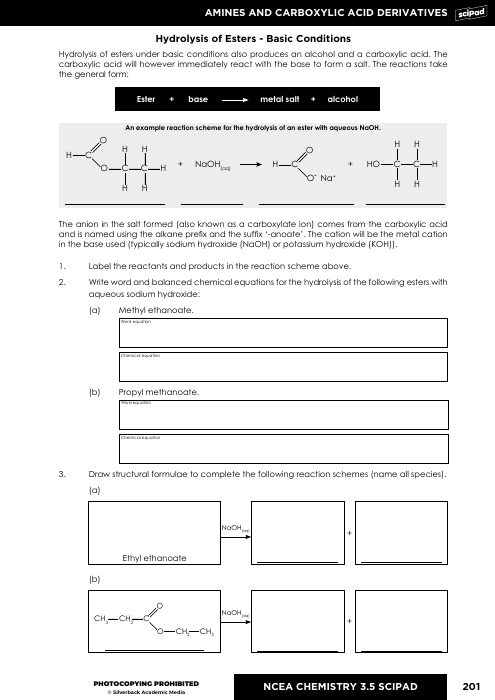 AMINES AND CARBOXYLIC ACID DERIVATIVES scipad
Hydrolysis of Esters - Basic Conditions
Hydrolysis of esters under basic conditions also produces an alcohol and a carboxylic acid. The
carboxylic acid will however immediately react with the base to form a salt. The reactions take
the general form:
Ester + base → metal salt + alcohol
An example reaction scheme for the hydrolysis of an ester with aqueous NaOH.
O H H O H H
H C O C C H + NaOH(aq) → H C O⁻ Na⁺ + HO C C H
H H H H
The anion in the salt formed (also known as a carboxylate ion) comes from the carboxylic acid
and is named using the alkane prefix and the suffix '-anoate'. The cation will be the metal cation
in the base used (typically sodium hydroxide (NaOH) or potassium hydroxide (KOH)).
1. Label the reactants and products in the reaction scheme above.
2. Write word and balanced chemical equations for the hydrolysis of the following esters with
aqueous sodium hydroxide:
(a) Methyl ethanoate.
Word equation
Chemical equation
(b) Propyl methanoate.
Word equation
Chemical equation
3. Draw structural formulae to complete the following reaction schemes (name all species).
(a)
NaOH(aq)
+
Ethyl ethanoate
(b)
O
CH₃ CH₂ C
O CH₂ CH₃
NaOH(aq)
+
PHOTOCOPYING PROHIBITED
© Silverback Academic Media
NCEA CHEMISTRY 3.5 SCIPAD 201